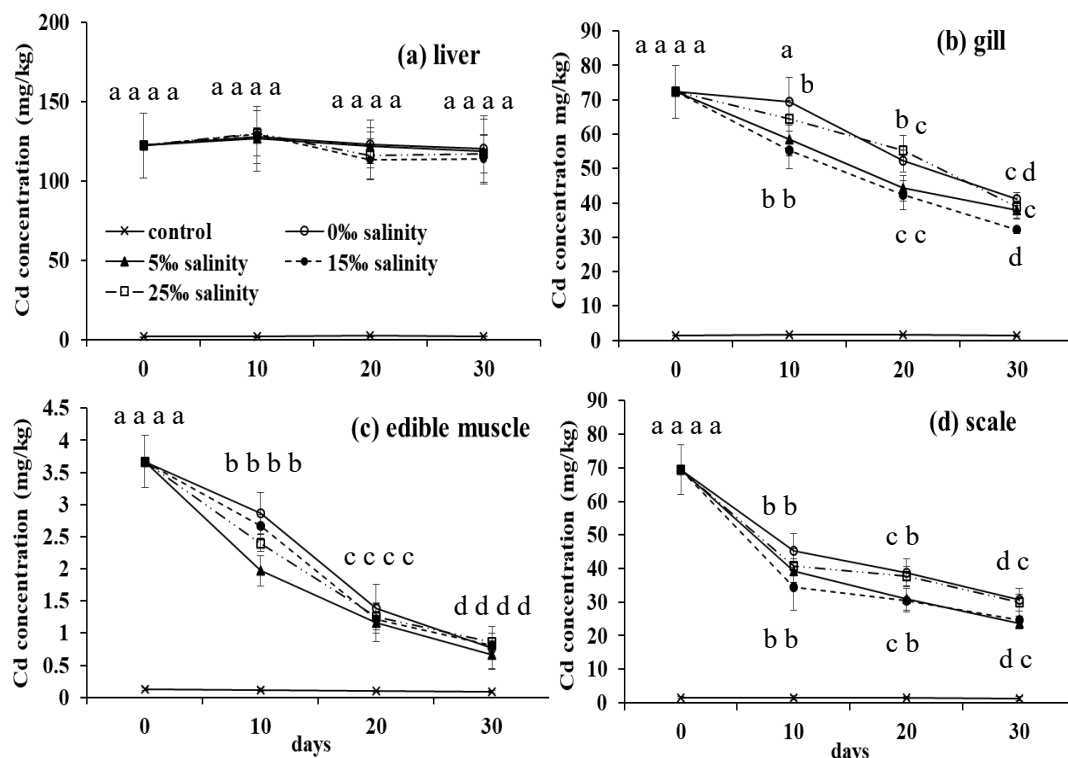 200
(a) liver
a a a a a a a a a a a a a a a a
150
100
50
0
control 0‰ salinity
5‰ salinity 15‰ salinity
25‰ salinity
0 10 20 30
Cd concentration (mg/kg)
90
(b) gill
a a a a a
80
b
70
b c
60
50
c d
40
b b
c
30
c c
d
20
10
0
0 10 20 30
Cd concentraton mg/kg)
4.5
a a a a
(c) edible muscle
4
3.5
b b b b
3
2.5
c c c c
2
1.5
d d d d
1
0.5
0
0 10 20 30
days
Cd concentration (mg/kg)
90
(d) scale
a a a a
80
70
60
b b
50
c b
40
d c
30
20
b b c b
d c
10
0
0 10 20 30
days
Cd concentration (mg/kg)